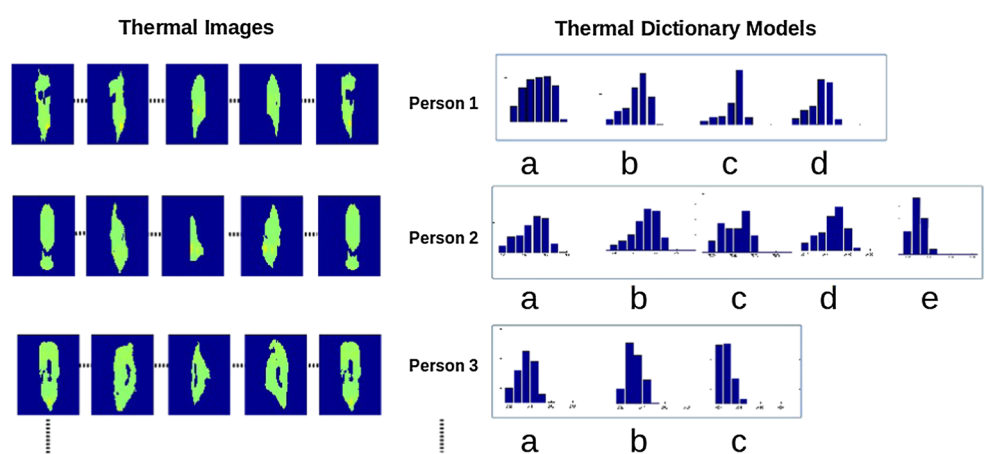 Thermal Images
Thermal Dictionary Models
Person 1
a b c d
Person 2
a b c d e
Person 3
a b c